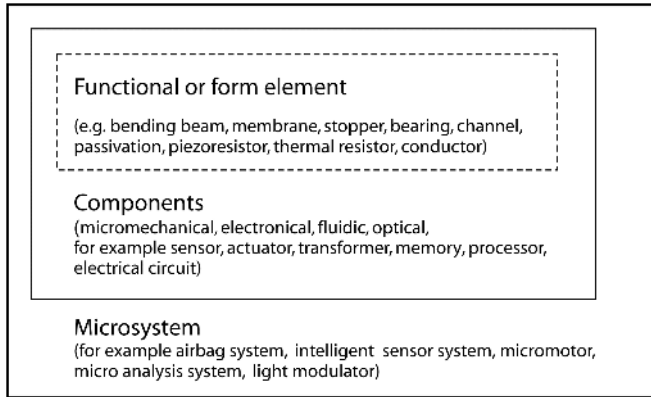 Functional or form element
(e.g. bending beam, membrane, stopper, bearing, channel,
passivation, piezoresistor, thermal resistor, conductor)
Components
(micromechanical, electronical, fluidic, optical,
for example sensor, actuator, transformer, memory, processor,
electrical circuit)
Microsystem
(for example airbag system, intelligent sensor system, micromotor,
micro analysis system, light modulator)